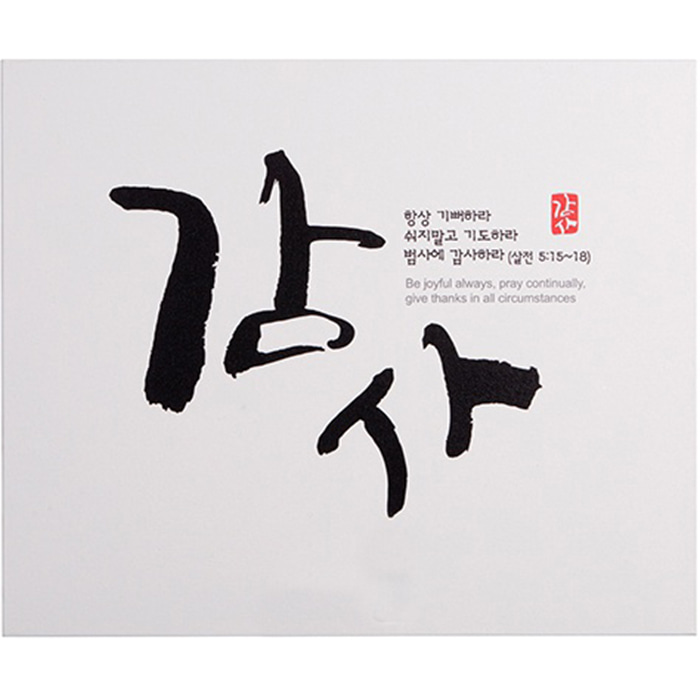 감사
항상 기뻐하라
쉬지말고 기도하라
범사에 감사하라 (살전 5:15~18)
Be joyful always, pray continually,
give thanks in all circumstances
감사